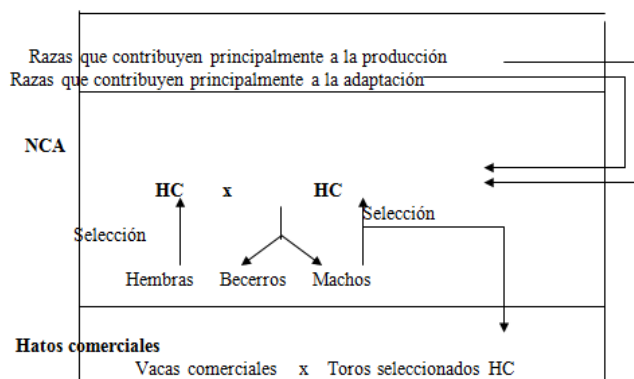 Razas que contribuyen principalmente a la producción
Razas que contribuyen principalmente a la adaptación
NCA
HC x HC
Selección
Selección
Hembras Becerros Machos
Hatos comerciales
Vacas comerciales x Toros seleccionados HC